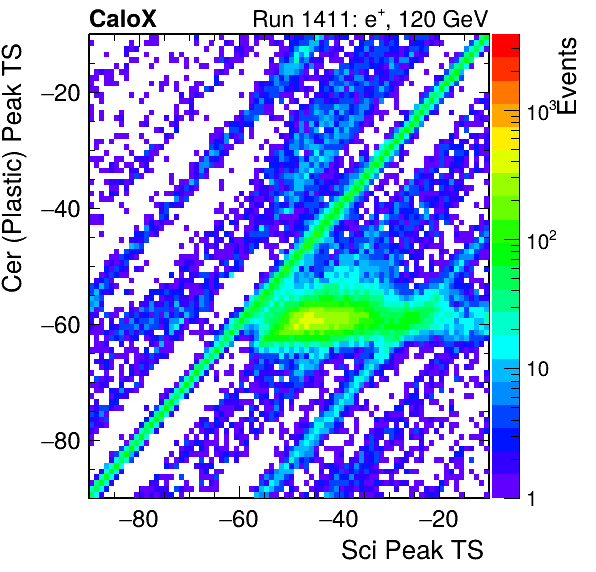 CaloX Run 1411: e⁺, 120 GeV
Cer (Plastic) Peak TS
−20
−40
−60
−80
−80 −60 −40 −20
Sci Peak TS
Events
10³
10²
10
1